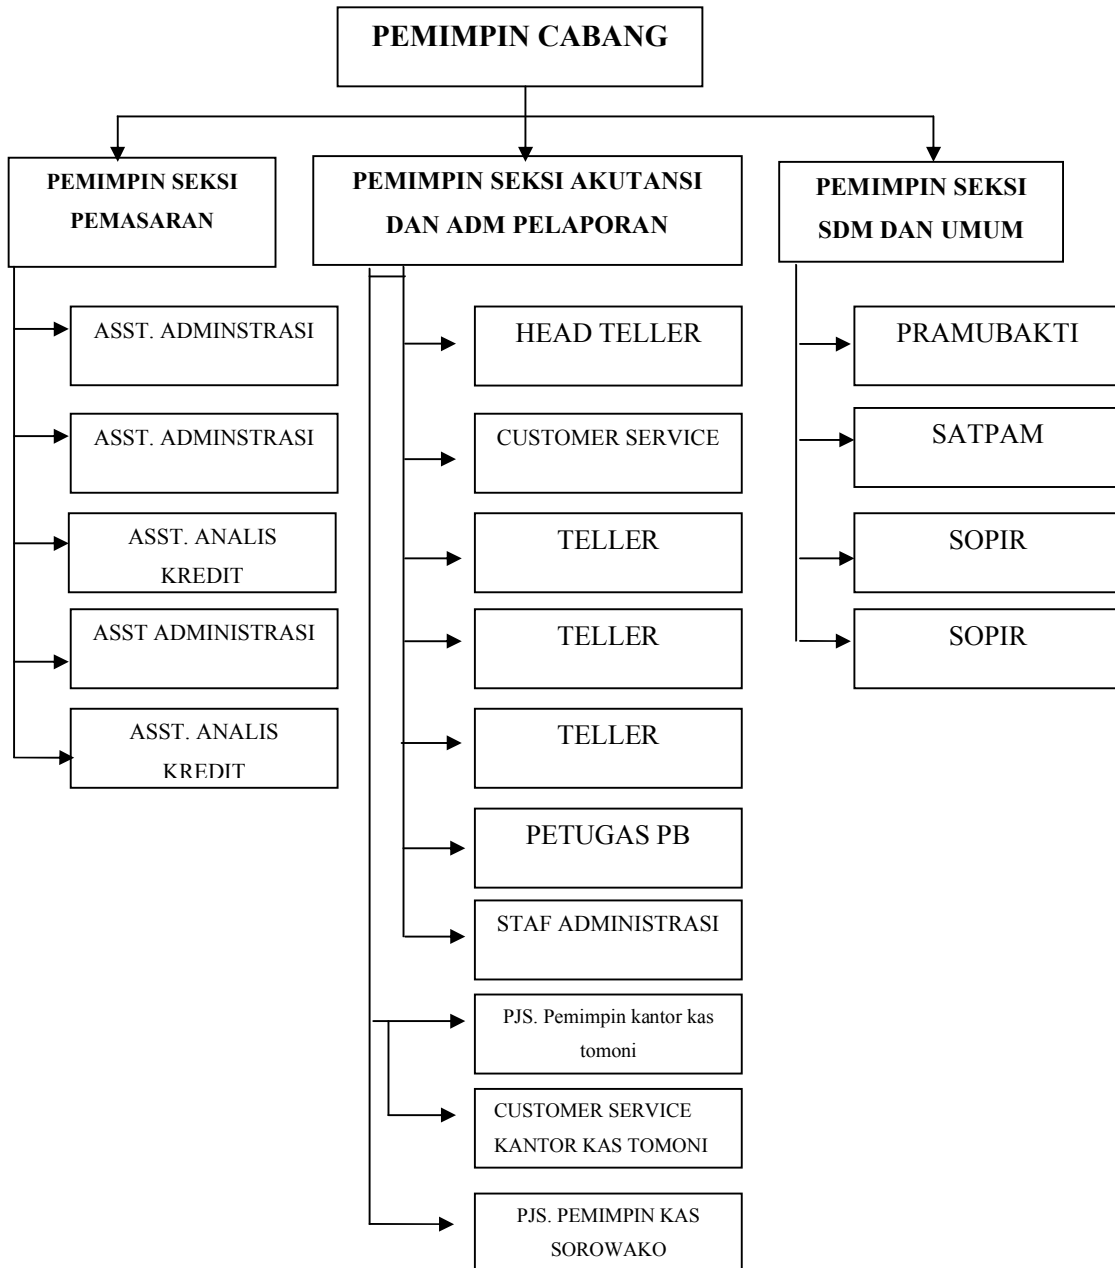 PEMIMPIN CABANG
PEMIMPIN SEKSI
PEMASARAN
PEMIMPIN SEKSI AKUTANSI
DAN ADM PELAPORAN
PEMIMPIN SEKSI
SDM DAN UMUM
ASST. ADMINSTRASI
ASST. ADMINSTRASI
ASST. ANALIS
KREDIT
ASST ADMINISTRASI
ASST. ANALIS
KREDIT
HEAD TELLER
CUSTOMER SERVICE
TELLER
TELLER
TELLER
PETUGAS PB
STAF ADMINISTRASI
PJS. Pemimpin kantor kas
tomoni
CUSTOMER SERVICE
KANTOR KAS TOMONI
PJS. PEMIMPIN KAS
SOROWAKO
PRAMUBAKTI
SATPAM
SOPIR
SOPIR